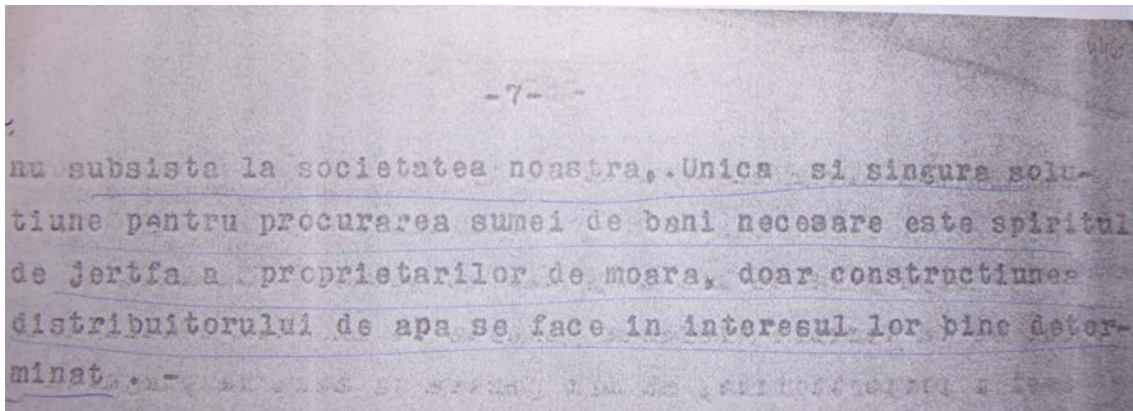 -7-
nu subsista la societatea noastra,.Unica si singura solu-
tiune pentru procurarea sumei de bani necesare este spiritul
de jertfa a proprietarilor de moara, doar constructiunea
distribuitorului de apa se face in interesul lor bine deter-
minat .-